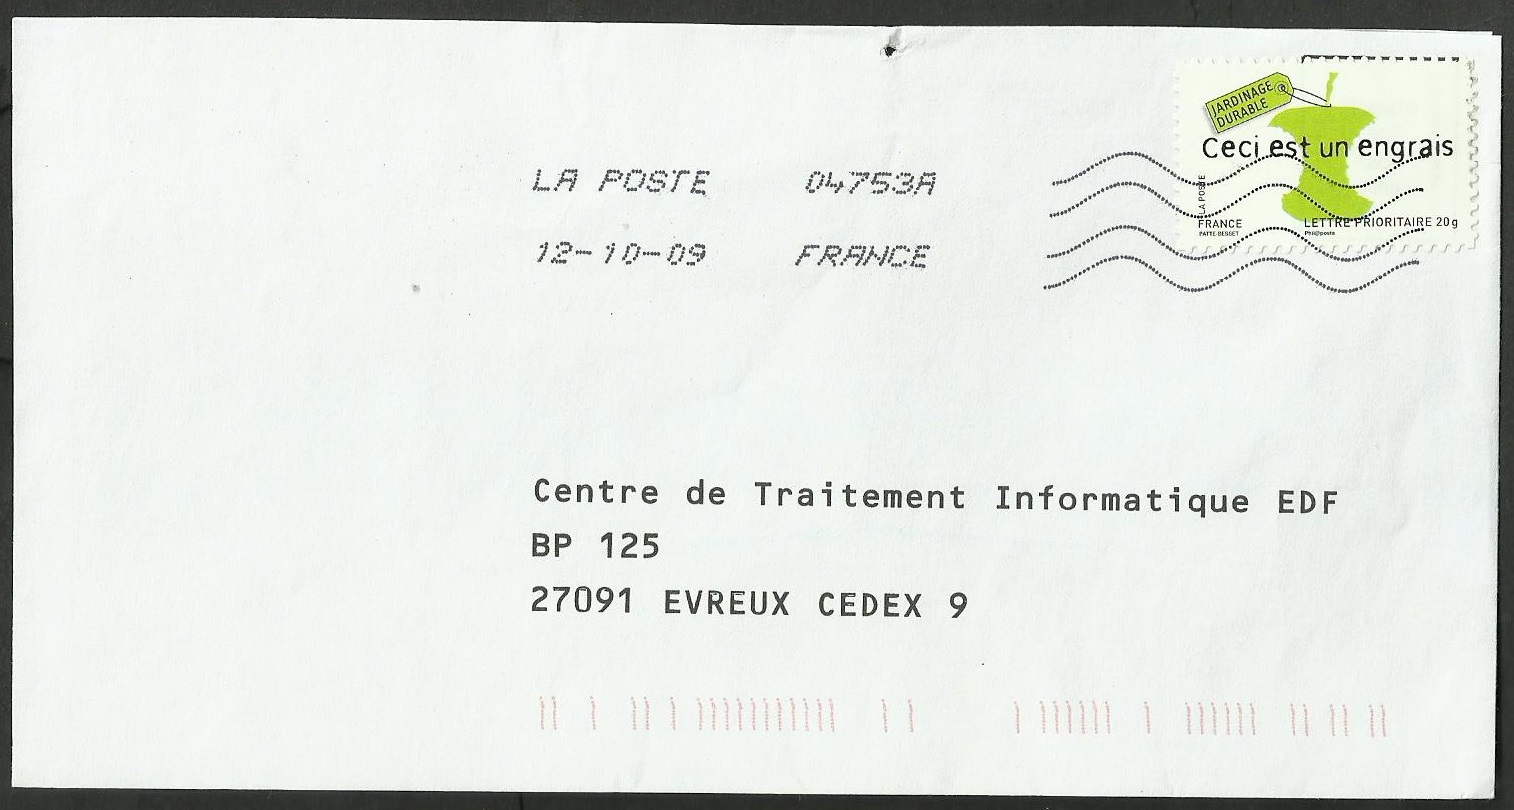 JARDINAGE
DURABLE
Ceci est un engrais
LA POSTE
FRANCE
LETTRE PRIORITAIRE 20g
PATTE-BESSET
Phil@poste
LA POSTE 04753A
12-10-09 FRANCE
Centre de Traitement Informatique EDF
BP 125
27091 EVREUX CEDEX 9